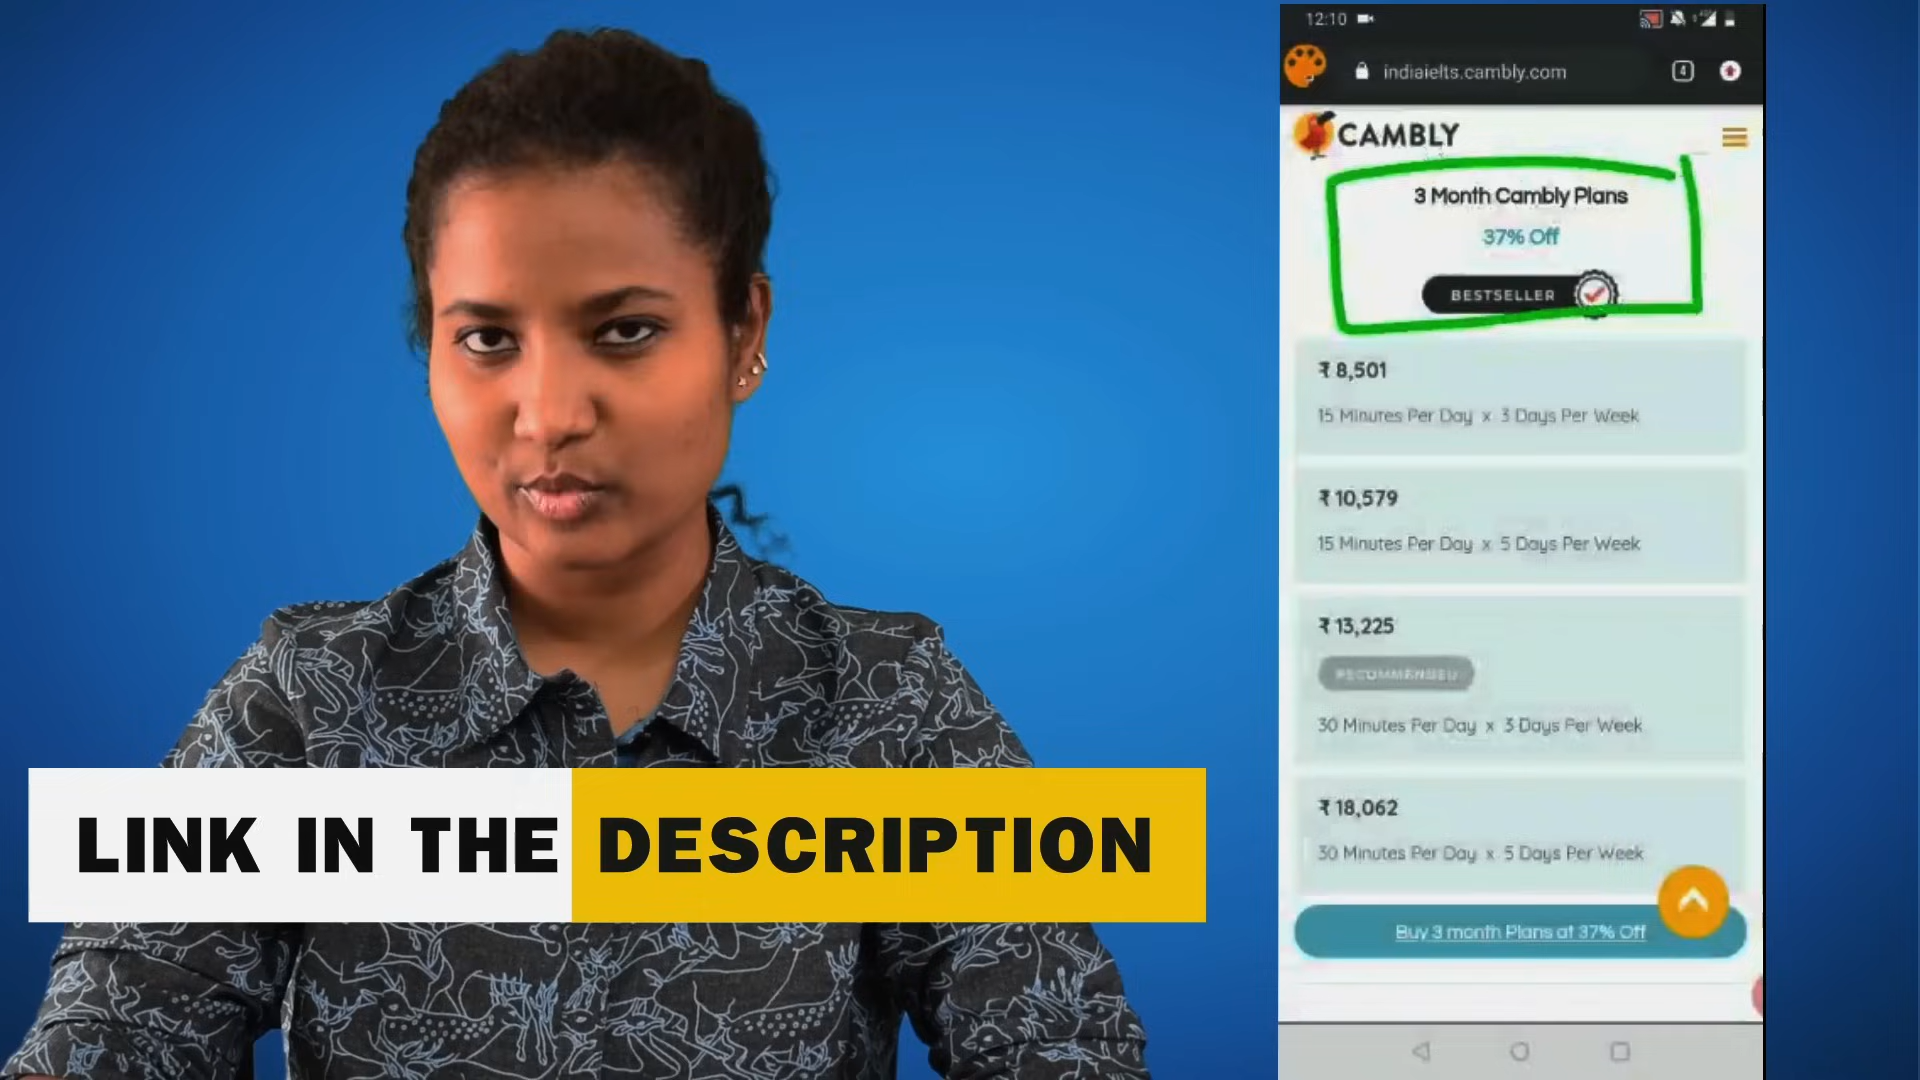 12:10
indiaielts.cambly.com
4
CAMBLY
3 Month Cambly Plans
37% Off
BESTSELLER
₹ 8,501
15 Minutes Per Day x 3 Days Per Week
₹ 10,579
15 Minutes Per Day x 5 Days Per Week
₹ 13,225
RECOMMENDED
30 Minutes Per Day x 3 Days Per Week
₹ 18,062
30 Minutes Per Day x 5 Days Per Week
Buy 3 month Plans at 37% Off
LINK IN THE DESCRIPTION